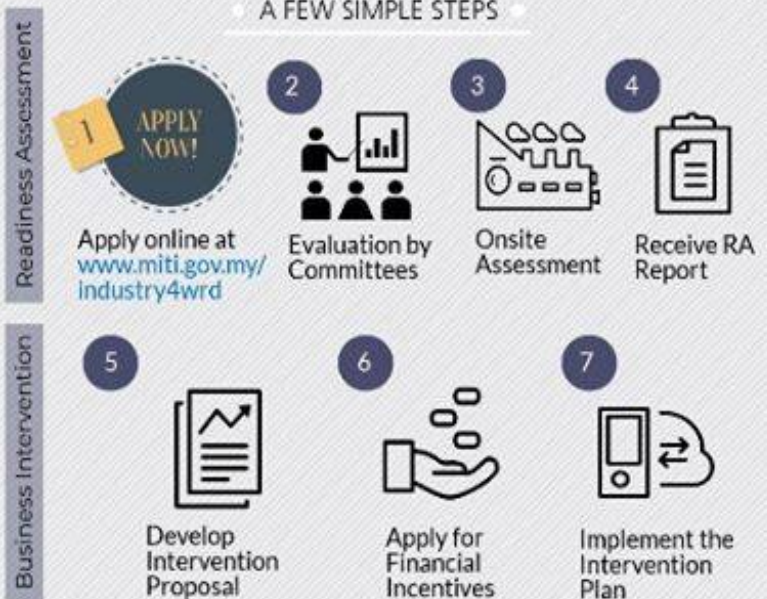 A FEW SIMPLE STEPS
Readiness Assessment
1
APPLY
NOW!
Apply online at
www.miti.gov.my/
industry4wrd
2
Evaluation by
Committees
3
Onsite
Assessment
4
Receive RA
Report
Business Intervention
5
Develop
Intervention
Proposal
6
Apply for
Financial
Incentives
7
Implement the
Intervention
Plan